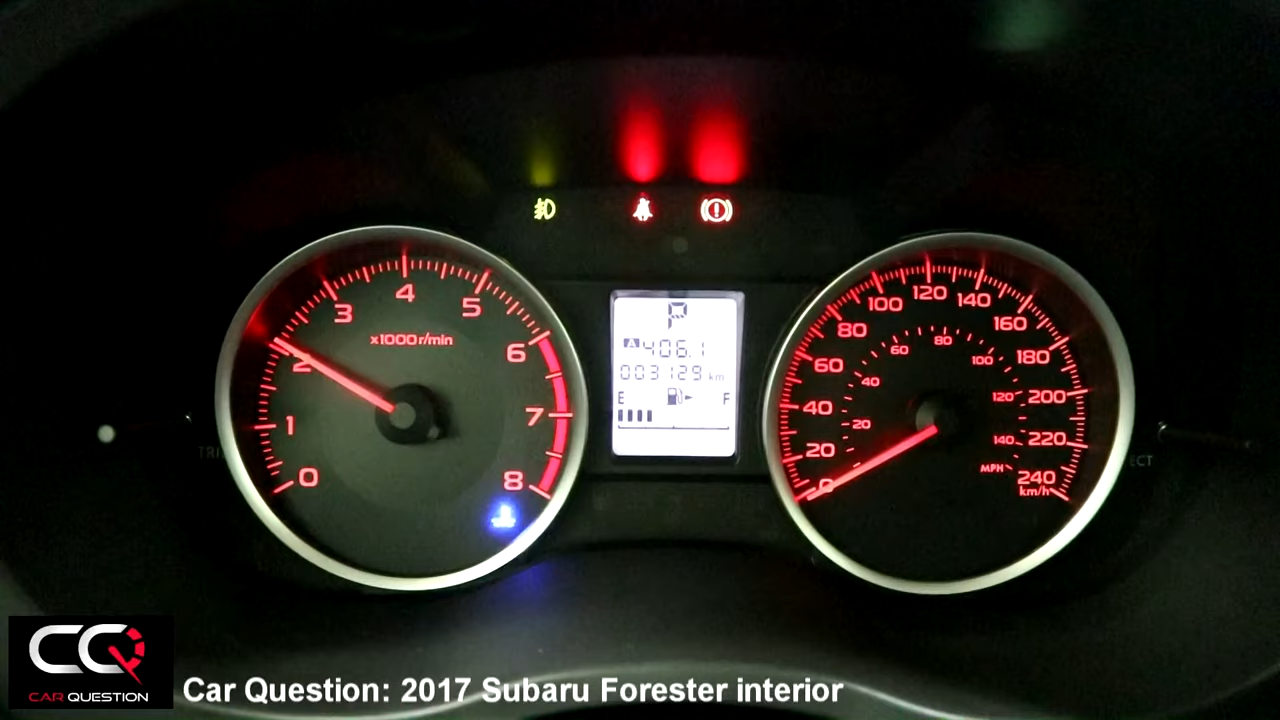 0
1
2
3
4
5
6
7
8
x1000r/min
P
A 406.1
003129 km
E F
0
20
40
60
80
100
120
140
160
180
200
220
240
km/h
20
40
60
80
100
120
140
MPH
TRI
ECT
CQ
CAR QUESTION
Car Question: 2017 Subaru Forester interior